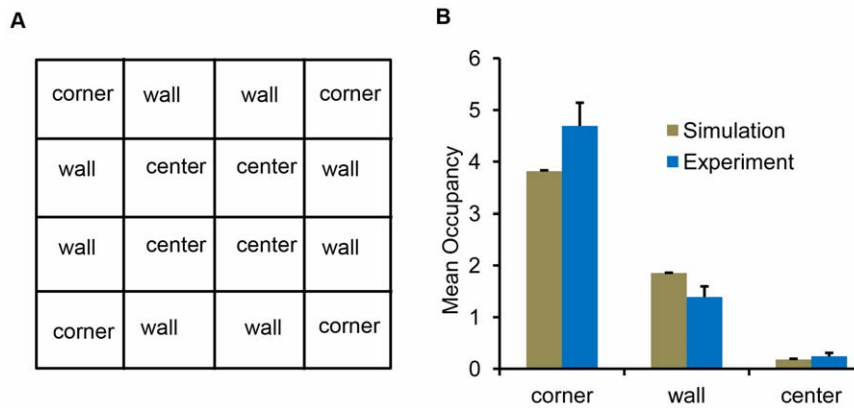 A
corner wall wall corner
wall center center wall
wall center center wall
corner wall wall corner
B
6
5
4
3
2
1
0
Mean Occupancy
Simulation
Experiment
corner wall center